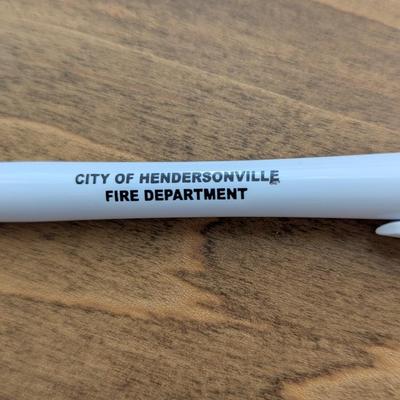 CITY OF HENDERSONVILLE
FIRE DEPARTMENT